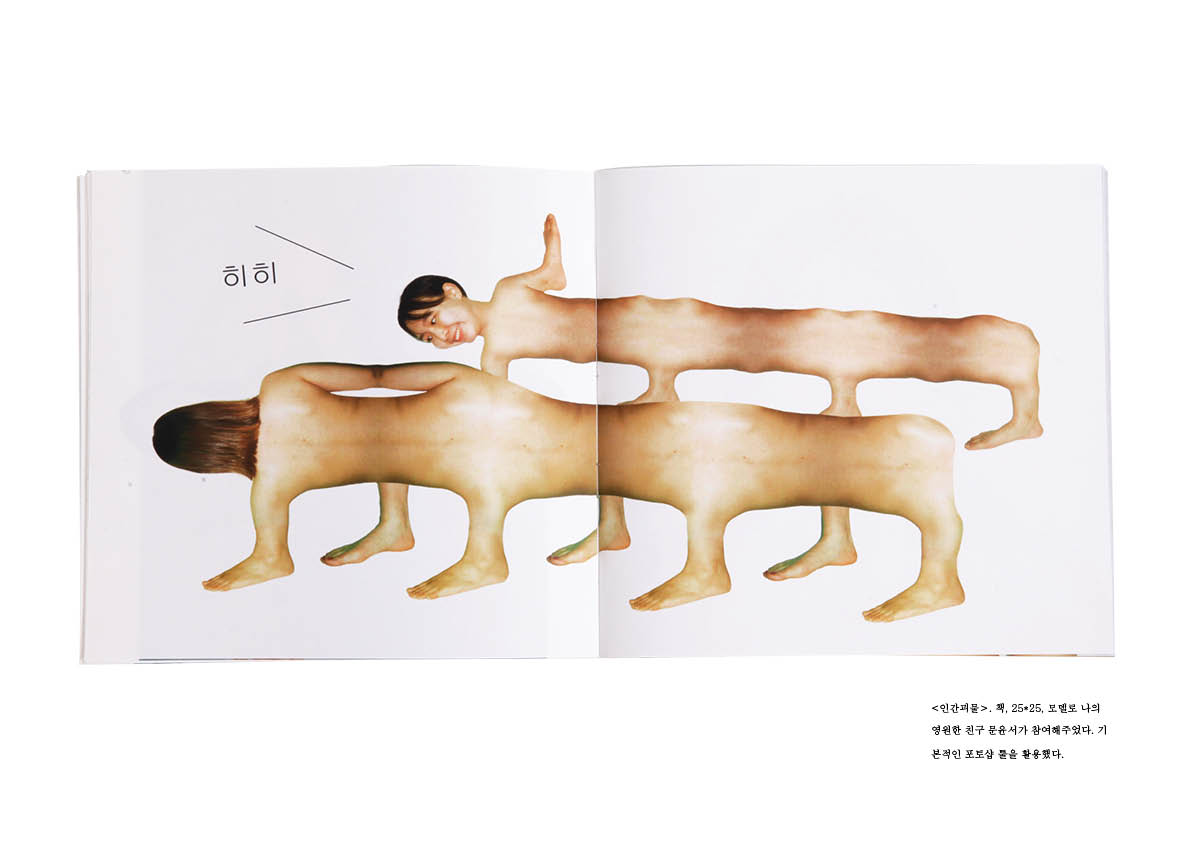 히히
<인간괴물>. 책, 25*25, 모델로 나의
영원한 친구 문윤서가 참여해주었다. 기
본적인 포토샵 툴을 활용했다.